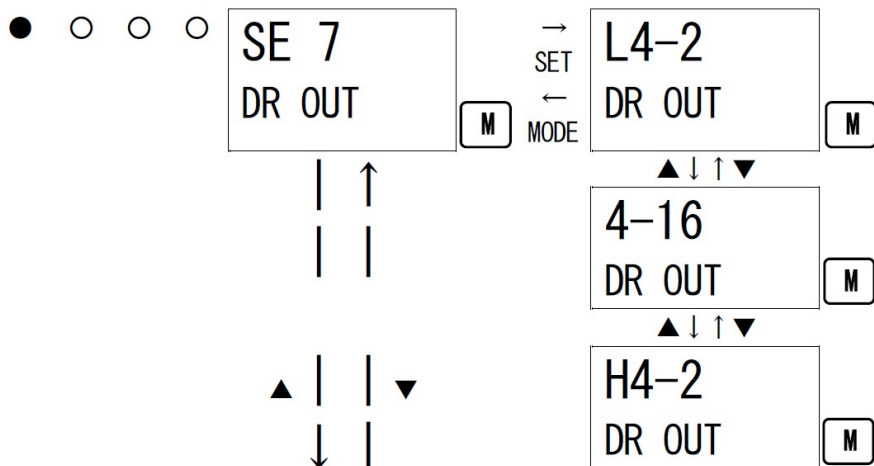 ● ○ ○ ○
SE 7
DR OUT
M
→
SET
←
MODE
L4-2
DR OUT
M
▲↓↑▼
4-16
DR OUT
M
▲↓↑▼
▲ ▼
H4-2
DR OUT
M